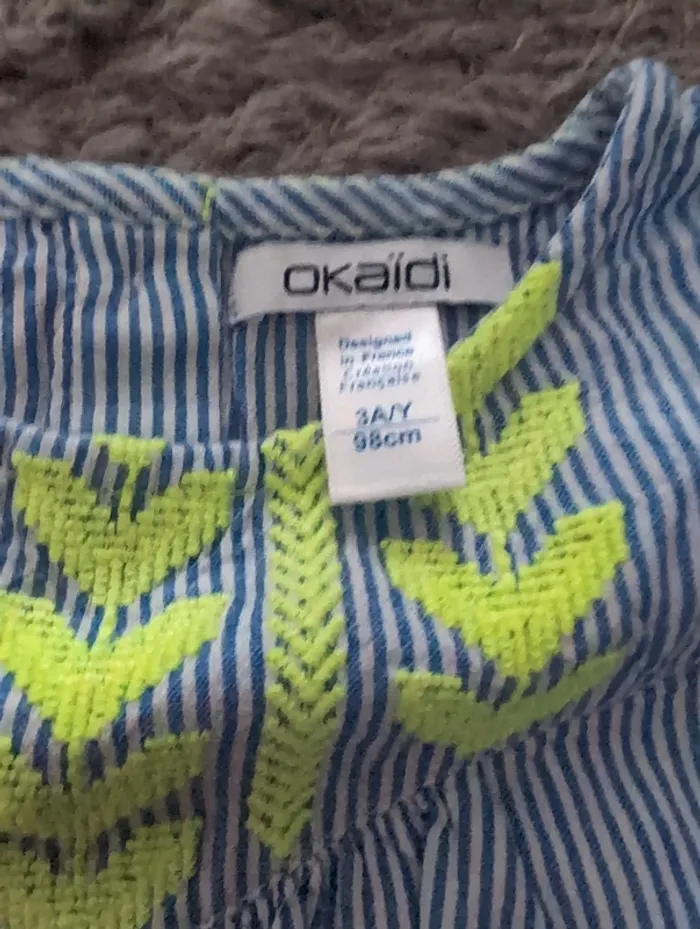 okaïdi
Designed
in France
Création
Française
3A/Y
98cm